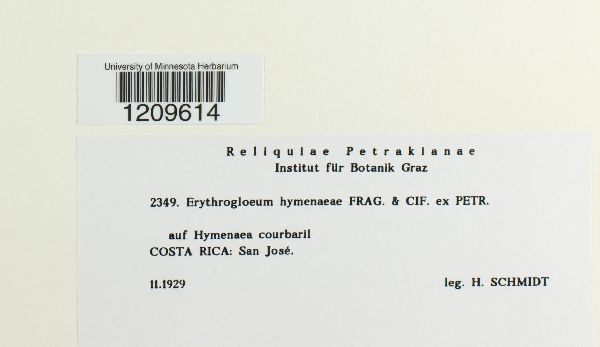 University of Minnesota Herbarium
1209614
Reliquiae Petrakianae
Institut für Botanik Graz
2349. Erythrogloeum hymenaeae FRAG. & CIF. ex PETR.
auf Hymenaea courbaril
COSTA RICA: San José.
11.1929 leg. H. SCHMIDT